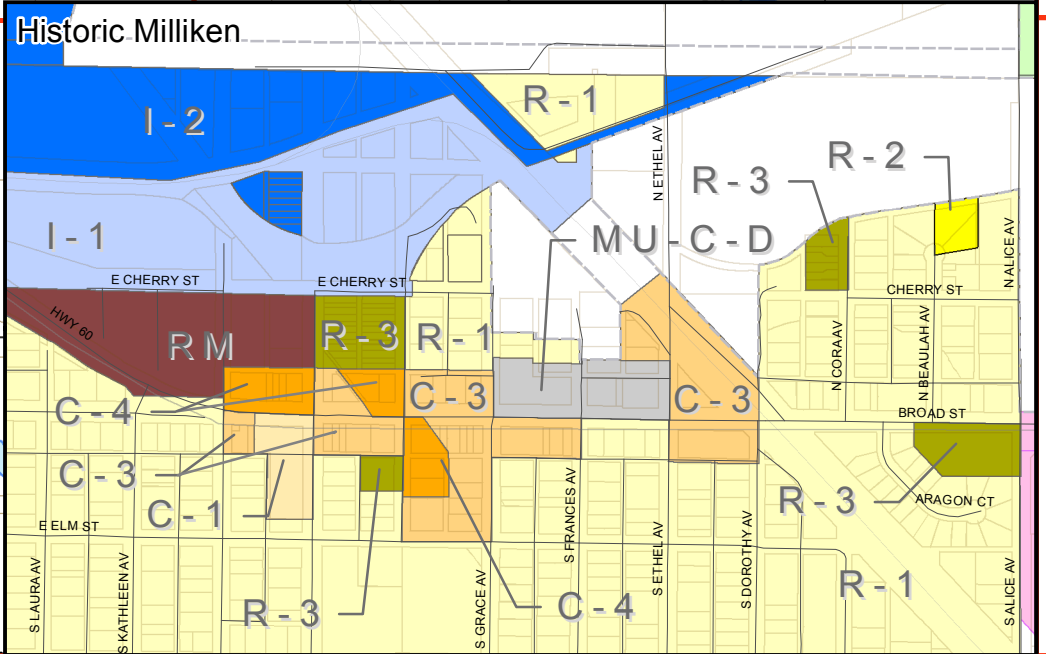 Historic Milliken
R-1
I-2
N ETHEL AV
R-2
R-3
I-1
MU-C-D
N ALICE AV
E CHERRY ST
E CHERRY ST
CHERRY ST
HWY 60
RM
R-3
R-1
N CORA AV
N BEAULAH AV
C-4
C-3
C-3
BROAD ST
C-3
C-1
R-3
ARAGON CT
E ELM ST
S FRANCES AV
S ETHEL AV
S DOROTHY AV
S LAURA AV
S KATHLEEN AV
R-3
S GRACE AV
C-4
R-1
S ALICE AV